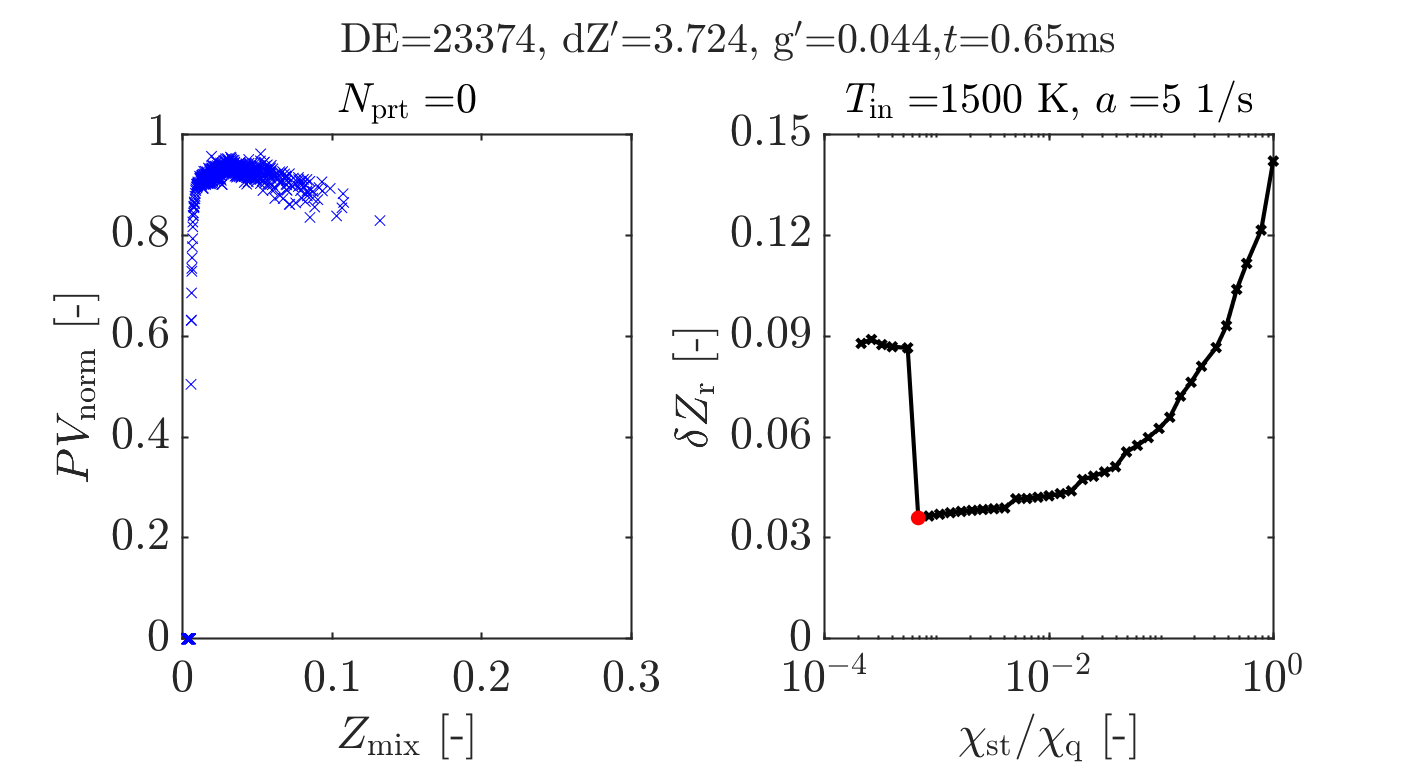 DE=23374, dZ′=3.724, g′=0.044,t=0.65ms
N_prt =0
PV_norm [-]
1
0.8
0.6
0.4
0.2
0
0 0.1 0.2 0.3
Z_mix [-]
T_in =1500 K, a =5 1/s
δZ_r [-]
0.15
0.12
0.09
0.06
0.03
0
10^−4 10^−2 10^0
χ_st/χ_q [-]